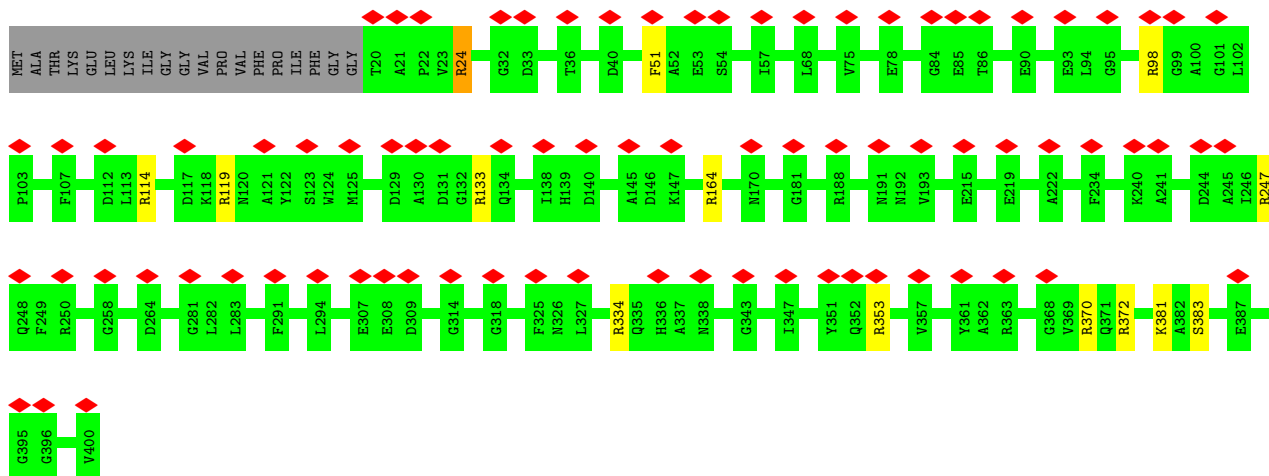 MET ALA THR LYS GLU LEU LYS ILE GLY GLY VAL PRO VAL PHE PRO ILE PHE GLY GLY T20 A21 P22 V23 R24 G32 D33 T36 D40 F51 A52 E53 S54 I57 L68 V75 E78 G84 E85 T86 E90 E93 L94 G95 R98 G99 A100 G101 L102
P103 F107 D112 L113 R114 D117 K118 R119 N120 A121 Y122 S123 W124 M125 D129 A130 D131 G132 R133 Q134 I138 H139 D140 A145 D146 K147 R164 N170 G181 R188 N191 N192 V193 E215 E219 A222 F234 K240 A241 D244 A245 I246 R247
Q248 F249 R250 G258 D264 G281 L282 L283 F291 L294 E307 E308 D309 G314 G318 F325 N326 L327 R334 Q335 H336 A337 N338 G343 I347 Y351 Q352 R353 V357 Y361 A362 R363 G368 V369 R370 Q371 R372 K381 A382 S383 E387
G395 G396 V400